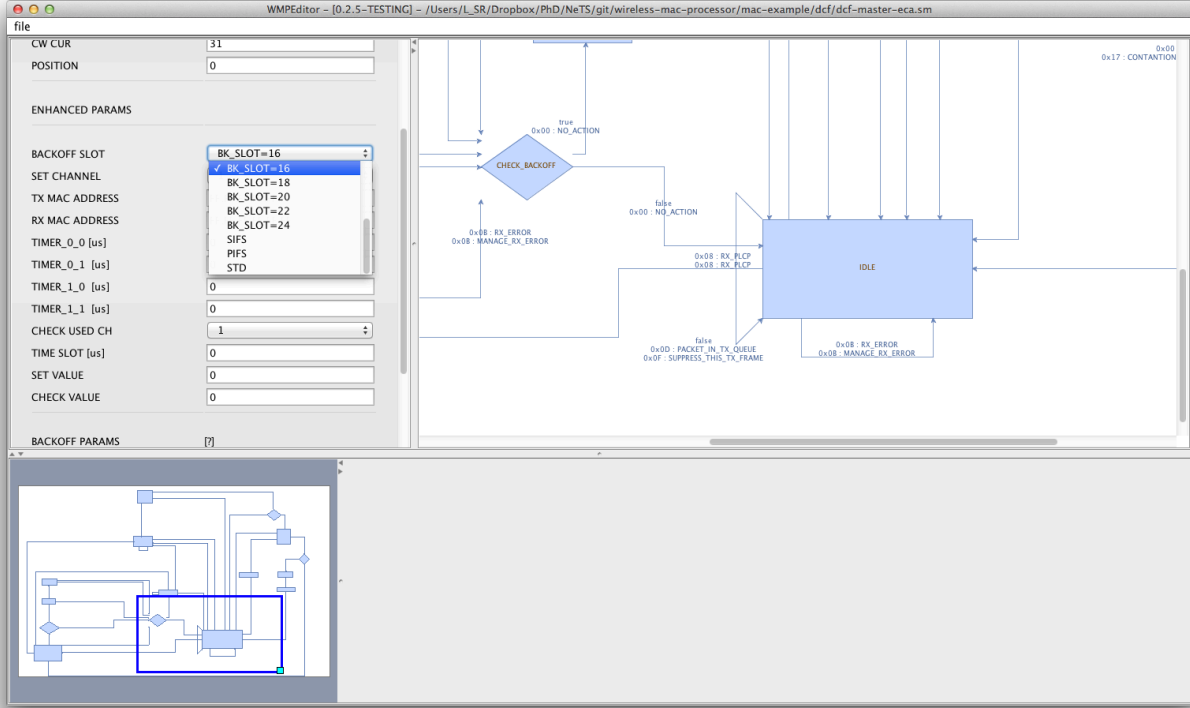 WMPEditor - [0.2.5-TESTING] - /Users/L_SR/Dropbox/PhD/NeTS/git/wireless-mac-processor/mac-example/dcf/dcf-master-eca.sm
file
CW CUR 31
POSITION 0
ENHANCED PARAMS
BACKOFF SLOT BK_SLOT=16
✓ BK_SLOT=16
SET CHANNEL
BK_SLOT=18
TX MAC ADDRESS BK_SLOT=20
BK_SLOT=22
RX MAC ADDRESS BK_SLOT=24
TIMER_0_0 [us] SIFS
PIFS
TIMER_0_1 [us] STD
TIMER_1_0 [us] 0
TIMER_1_1 [us] 0
CHECK USED CH 1
TIME SLOT [us] 0
SET VALUE 0
CHECK VALUE 0
BACKOFF PARAMS [?]
0x00
0x17 : CONTANTION
true
0x00 : NO_ACTION
CHECK_BACKOFF
false
0x00 : NO_ACTION
0x0B : RX_ERROR
0x0B : MANAGE_RX_ERROR
0x08 : RX_PLCP
0x08 : RX_PLCP
IDLE
false
0x0D : PACKET_IN_TX_QUEUE
0x0F : SUPPRESS_THIS_TX_FRAME
0x0B : RX_ERROR
0x0B : MANAGE_RX_ERROR